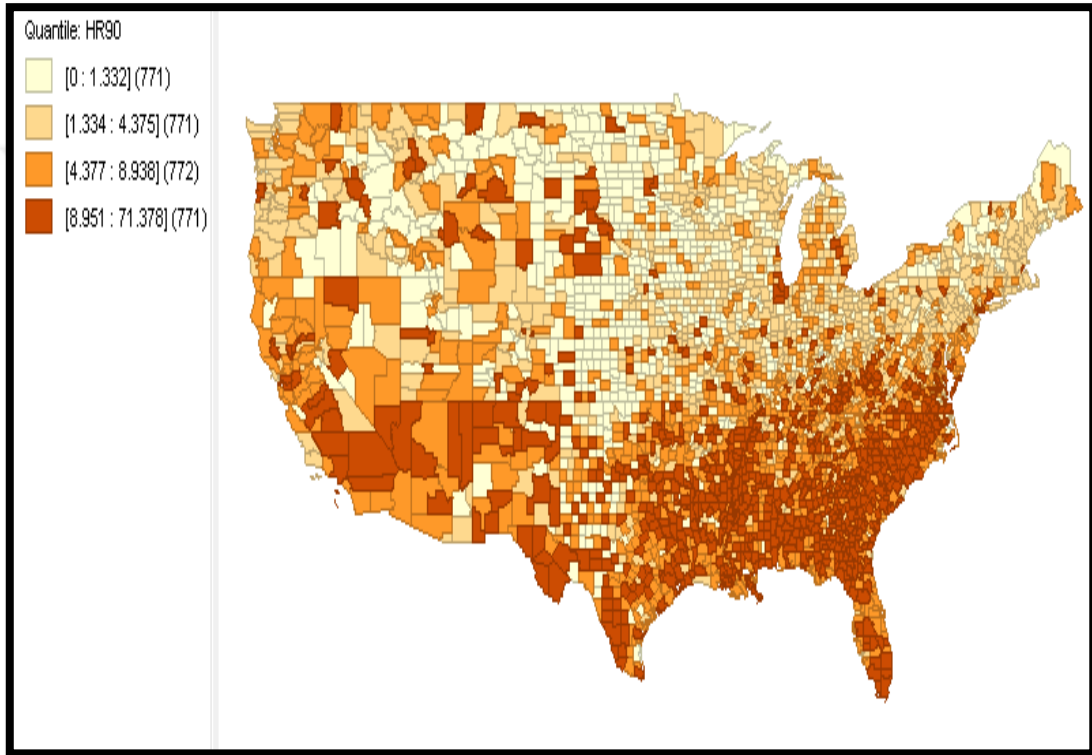 Quantile: HR90
[0 : 1.332] (771)
[1.334 : 4.375] (771)
[4.377 : 8.938] (772)
[8.951 : 71.378] (771)